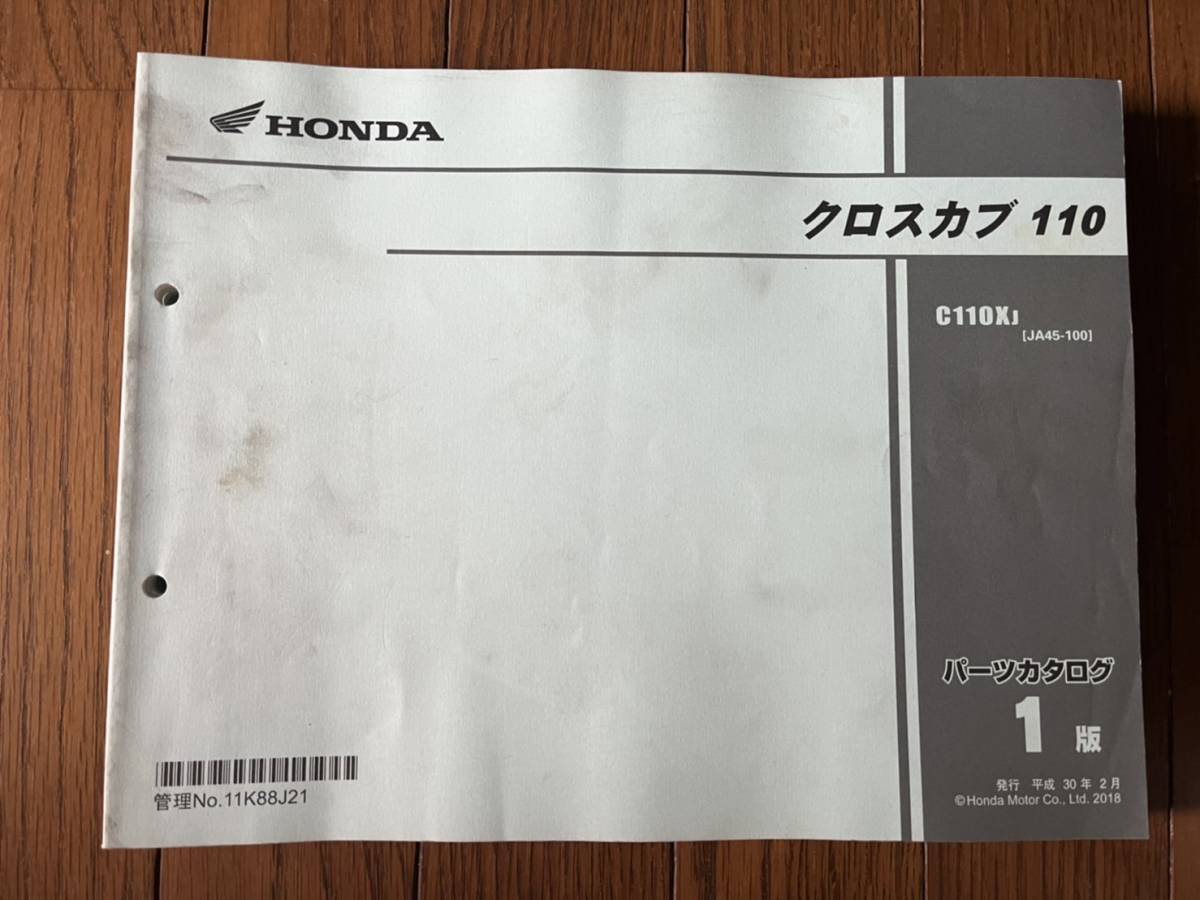 HONDA
クロスカブ 110
C110XJ
[JA45-100]
パーツカタログ
1 版
発行 平成 30 年 2 月
©Honda Motor Co., Ltd. 2018
管理No.11K88J21